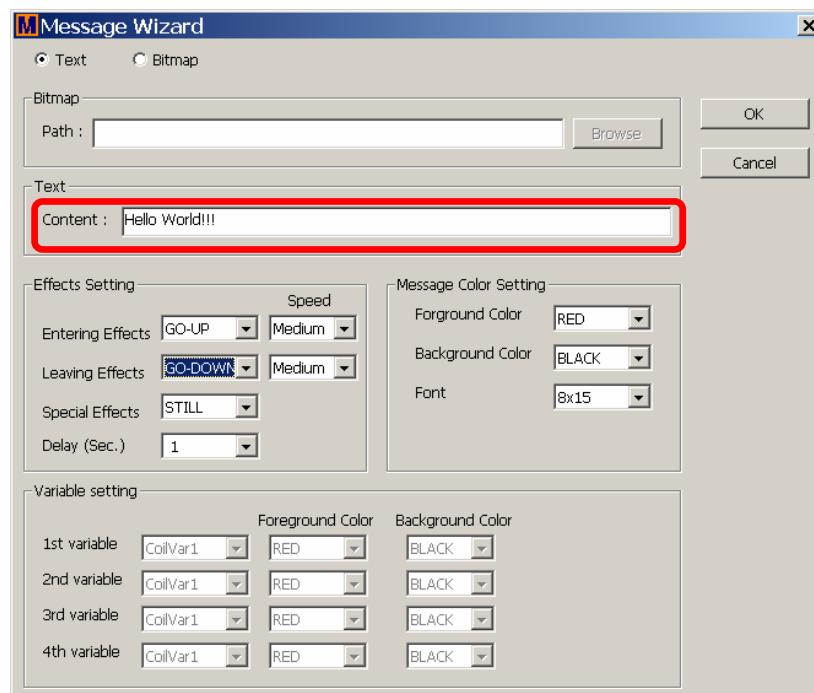 M Message Wizard
Text Bitmap
Bitmap
Path : Browse
OK
Cancel
Text
Content : Hello World!!!
Effects Setting
Speed
Entering Effects GO-UP Medium
Leaving Effects GO-DOWN Medium
Special Effects STILL
Delay (Sec.) 1
Message Color Setting
Forground Color RED
Background Color BLACK
Font 8x15
Variable setting
Foreground Color Background Color
1st variable CoilVar1 RED BLACK
2nd variable CoilVar1 RED BLACK
3rd variable CoilVar1 RED BLACK
4th variable CoilVar1 RED BLACK